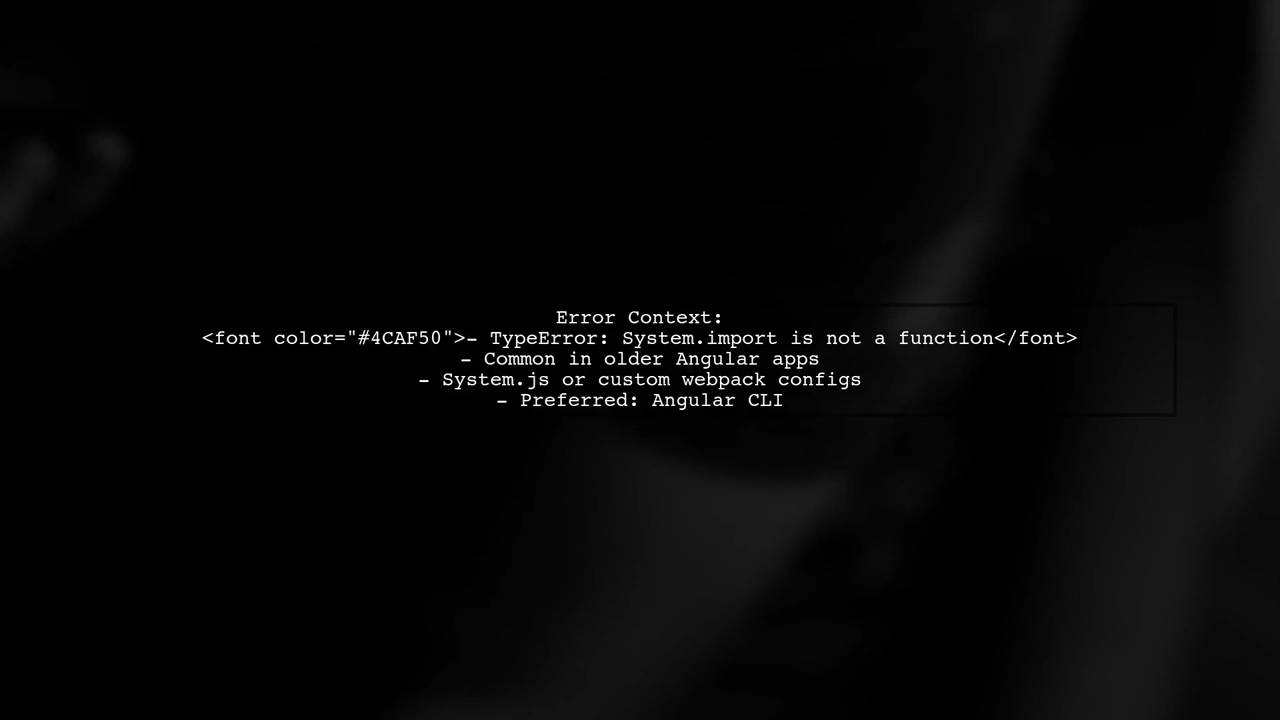 Error Context:
<font color="#4CAF50">- TypeError: System.import is not a function</font>
- Common in older Angular apps
- System.js or custom webpack configs
- Preferred: Angular CLI